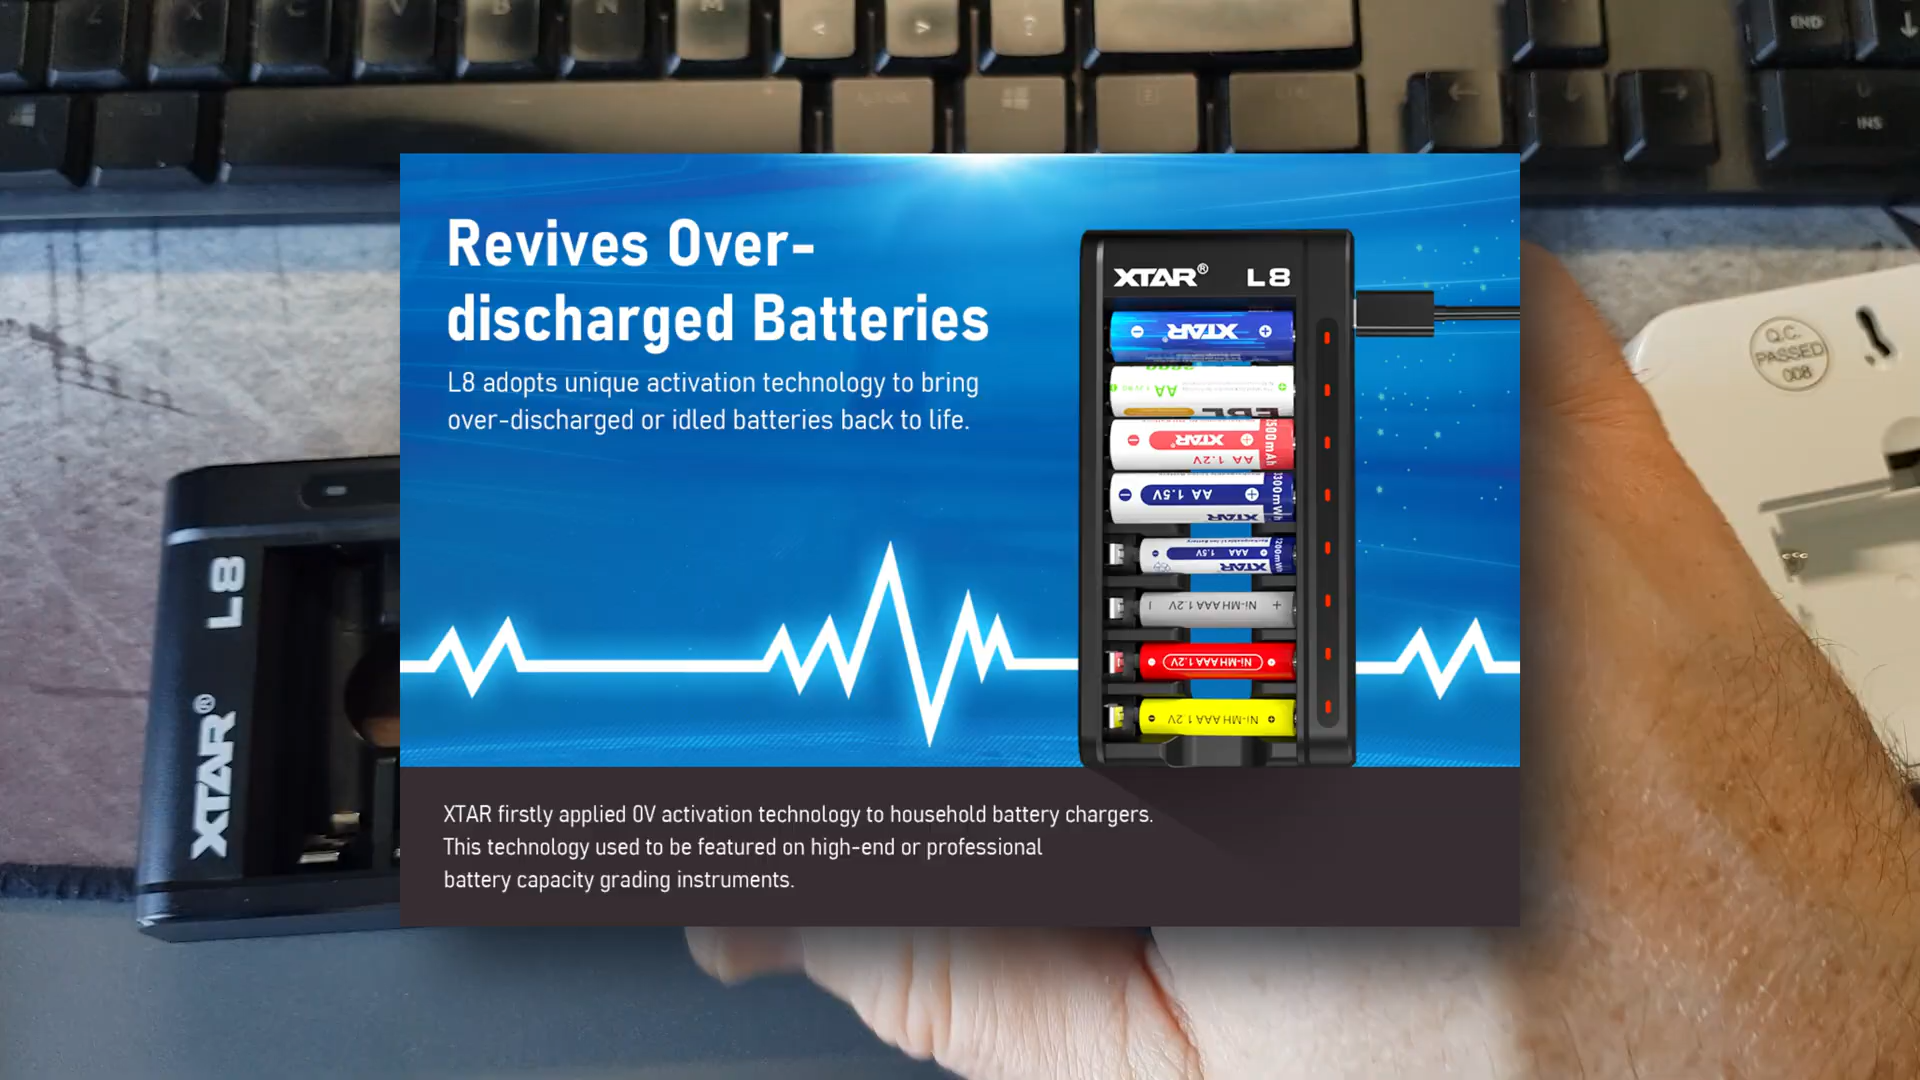 Z X C V B N M < > ? END
INS
Revives Over-
discharged Batteries
L8 adopts unique activation technology to bring
over-discharged or idled batteries back to life.
XTAR® L8
XTAR
AA
EBL
XTAR®
AA 1.2V
AA 1.5V
XTAR
AAA 1.5V
XTAR
Ni-MH AAA 1.2V
Ni-MH AAA 1.2V
Ni-MH AAA 1.2V
XTAR firstly applied 0V activation technology to household battery chargers.
This technology used to be featured on high-end or professional
battery capacity grading instruments.
XTAR® L8
Q.C.
PASSED
008